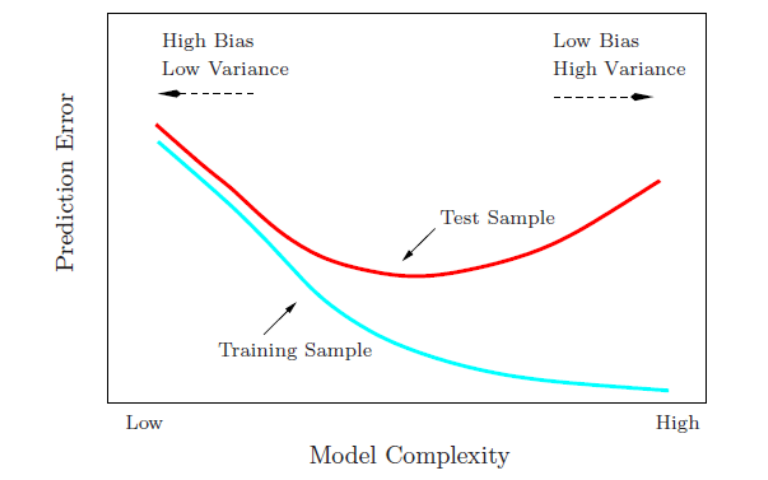 High Bias
Low Variance
Low Bias
High Variance
Prediction Error
Test Sample
Training Sample
Low
High
Model Complexity